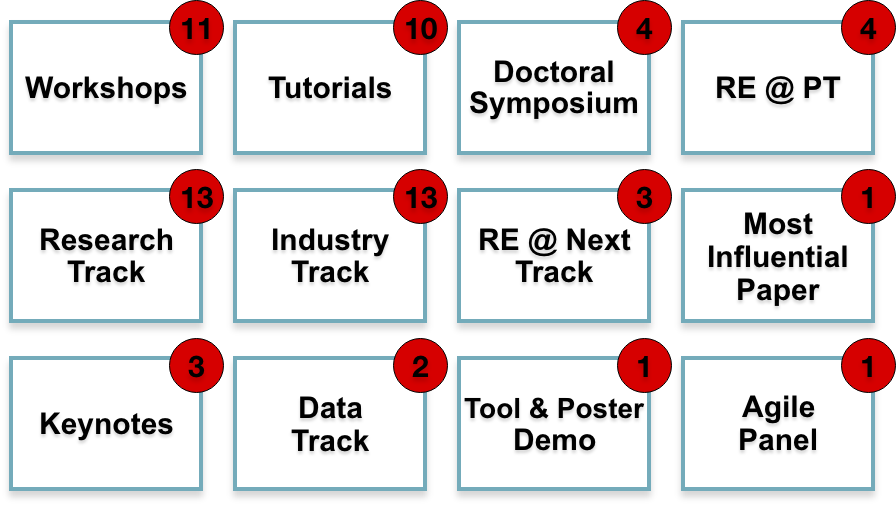 11
Workshops
10
Tutorials
4
Doctoral
Symposium
4
RE @ PT
13
Research
Track
13
Industry
Track
3
RE @ Next
Track
1
Most
Influential
Paper
3
Keynotes
2
Data
Track
1
Tool & Poster
Demo
1
Agile
Panel